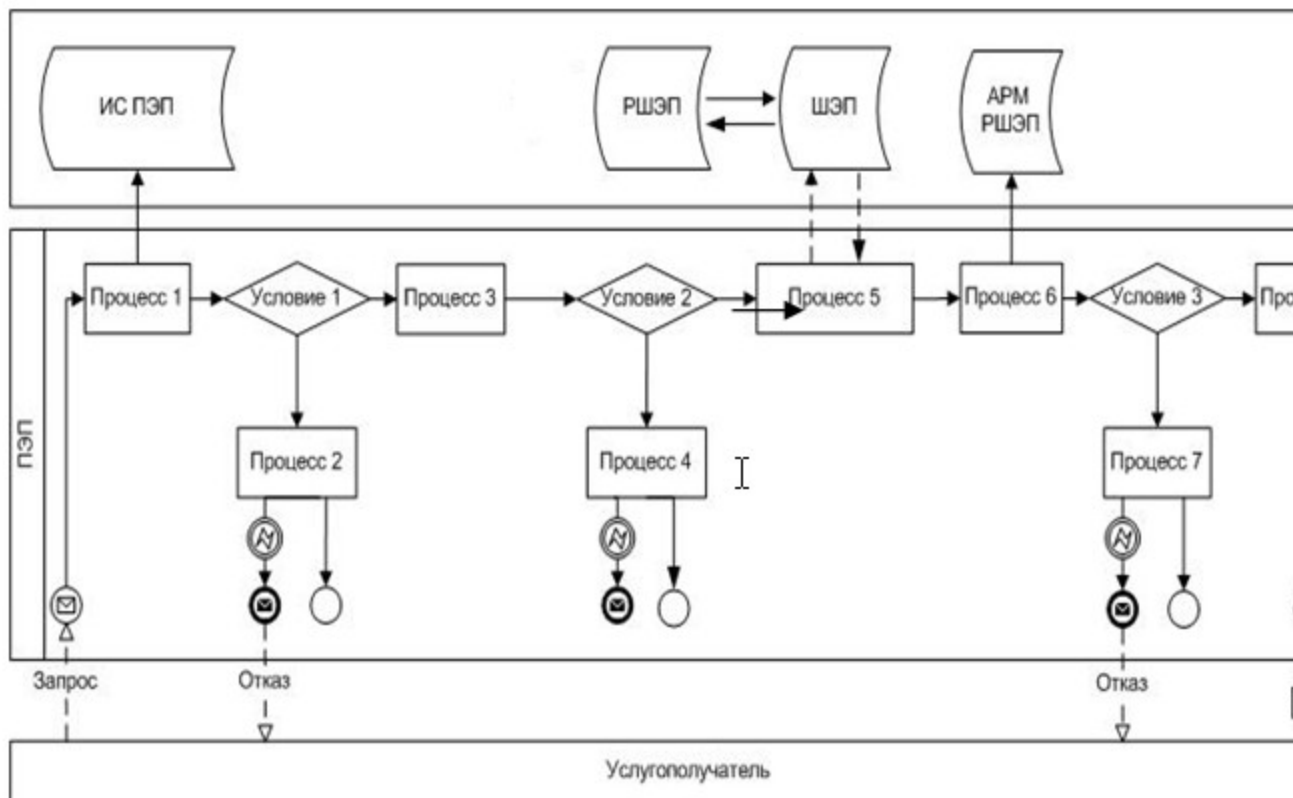 ИС ПЭП
РШЭП
ШЭП
АРМ
РШЭП
Процесс 1
Условие 1
Процесс 3
Условие 2
Процесс 5
Процесс 6
Условие 3
Про
ПЭП
Процесс 2
Процесс 4
Процесс 7
Запрос
Отказ
Отказ
Услугополучатель